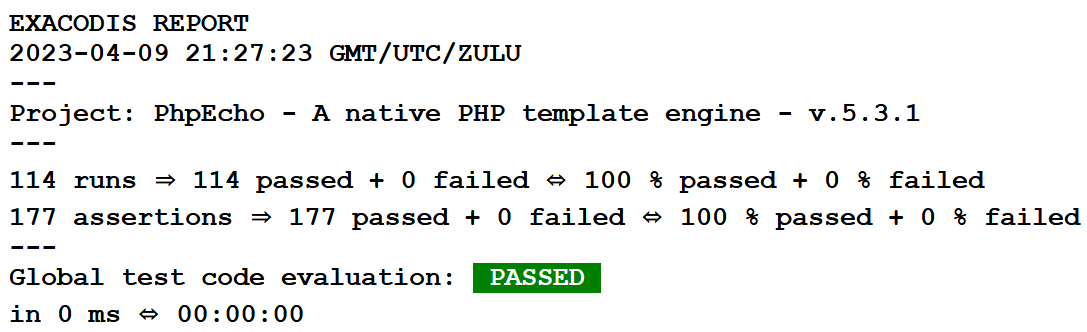 EXACODIS REPORT
2023-04-09 21:27:23 GMT/UTC/ZULU
---
Project: PhpEcho - A native PHP template engine - v.5.3.1
---
114 runs ⇒ 114 passed + 0 failed ⇔ 100 % passed + 0 % failed
177 assertions ⇒ 177 passed + 0 failed ⇔ 100 % passed + 0 % failed
---
Global test code evaluation: PASSED
in 0 ms ⇔ 00:00:00